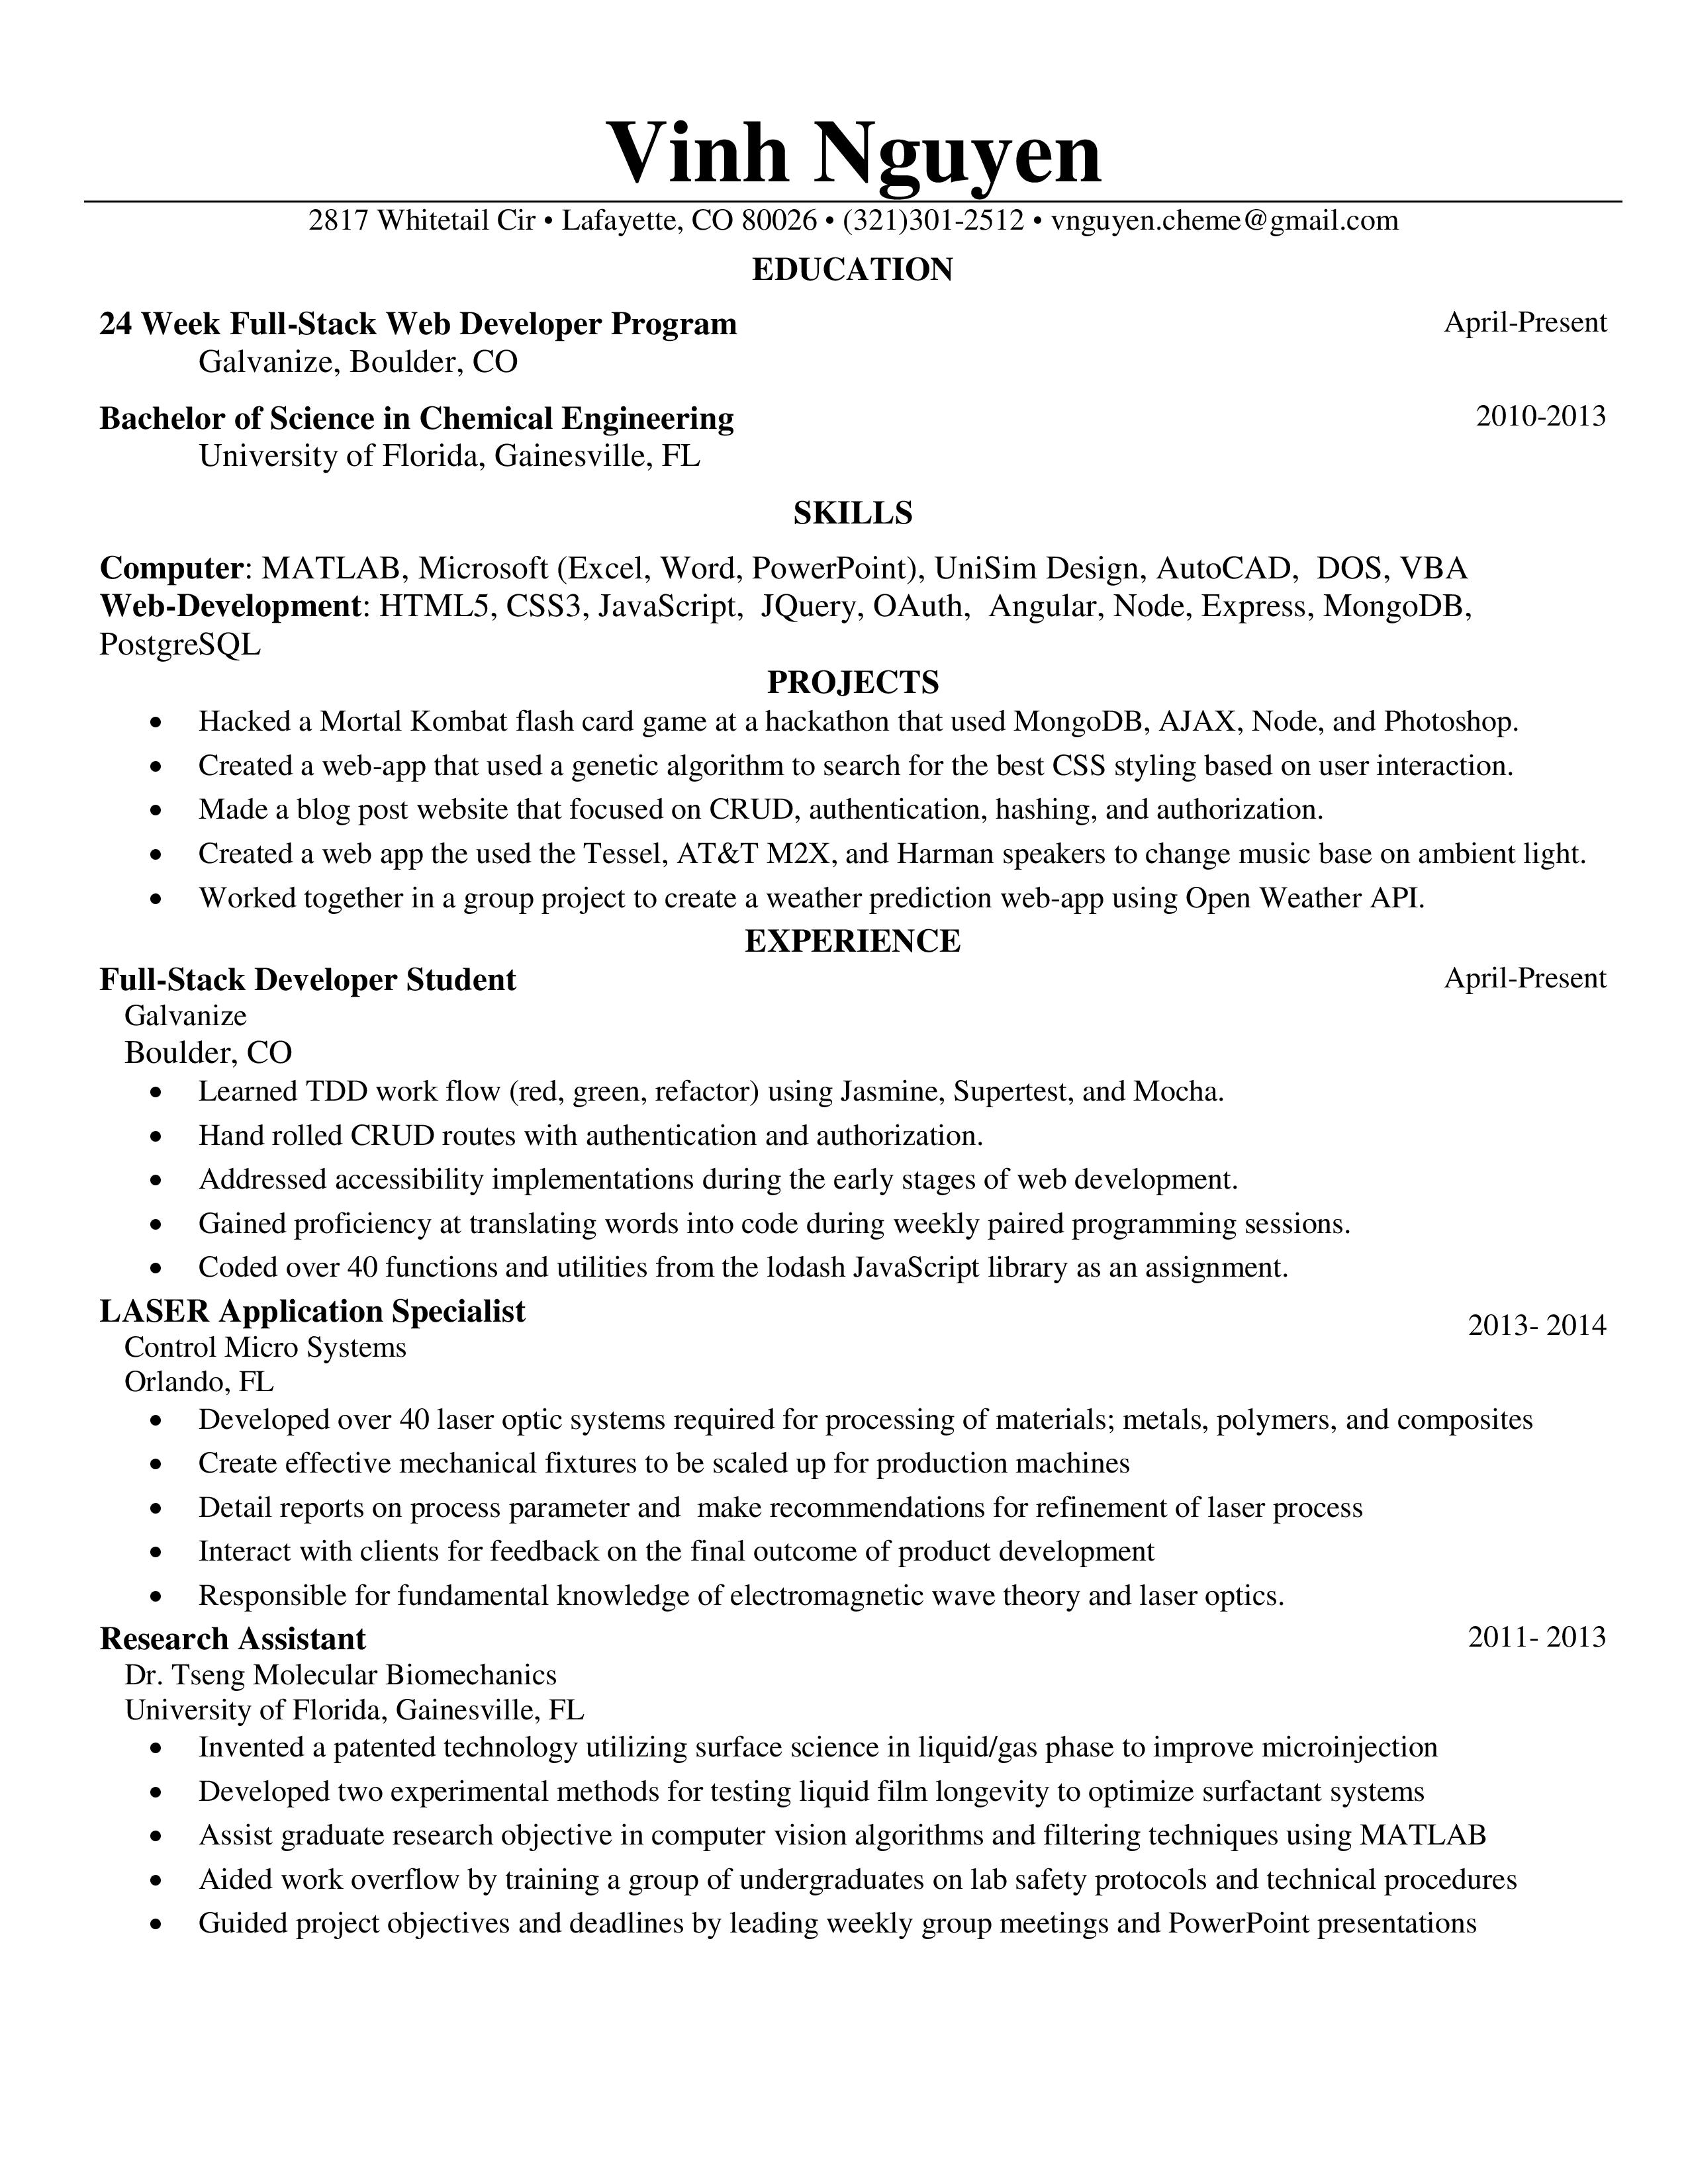 Vinh Nguyen
2817 Whitetail Cir • Lafayette, CO 80026 • (321)301-2512 • vnguyen.cheme@gmail.com
EDUCATION
24 Week Full-Stack Web Developer Program April-Present
Galvanize, Boulder, CO
Bachelor of Science in Chemical Engineering 2010-2013
University of Florida, Gainesville, FL
SKILLS
Computer: MATLAB, Microsoft (Excel, Word, PowerPoint), UniSim Design, AutoCAD,  DOS, VBA
Web-Development: HTML5, CSS3, JavaScript,  JQuery, OAuth,  Angular, Node, Express, MongoDB,
PostgreSQL
PROJECTS
• Hacked a Mortal Kombat flash card game at a hackathon that used MongoDB, AJAX, Node, and Photoshop.
• Created a web-app that used a genetic algorithm to search for the best CSS styling based on user interaction.
• Made a blog post website that focused on CRUD, authentication, hashing, and authorization.
• Created a web app the used the Tessel, AT&T M2X, and Harman speakers to change music base on ambient light.
• Worked together in a group project to create a weather prediction web-app using Open Weather API.
EXPERIENCE
Full-Stack Developer Student April-Present
Galvanize
Boulder, CO
• Learned TDD work flow (red, green, refactor) using Jasmine, Supertest, and Mocha.
• Hand rolled CRUD routes with authentication and authorization.
• Addressed accessibility implementations during the early stages of web development.
• Gained proficiency at translating words into code during weekly paired programming sessions.
• Coded over 40 functions and utilities from the lodash JavaScript library as an assignment.
LASER Application Specialist 2013- 2014
Control Micro Systems
Orlando, FL
• Developed over 40 laser optic systems required for processing of materials; metals, polymers, and composites
• Create effective mechanical fixtures to be scaled up for production machines
• Detail reports on process parameter and  make recommendations for refinement of laser process
• Interact with clients for feedback on the final outcome of product development
• Responsible for fundamental knowledge of electromagnetic wave theory and laser optics.
Research Assistant 2011- 2013
Dr. Tseng Molecular Biomechanics
University of Florida, Gainesville, FL
• Invented a patented technology utilizing surface science in liquid/gas phase to improve microinjection
• Developed two experimental methods for testing liquid film longevity to optimize surfactant systems
• Assist graduate research objective in computer vision algorithms and filtering techniques using MATLAB
• Aided work overflow by training a group of undergraduates on lab safety protocols and technical procedures
• Guided project objectives and deadlines by leading weekly group meetings and PowerPoint presentations